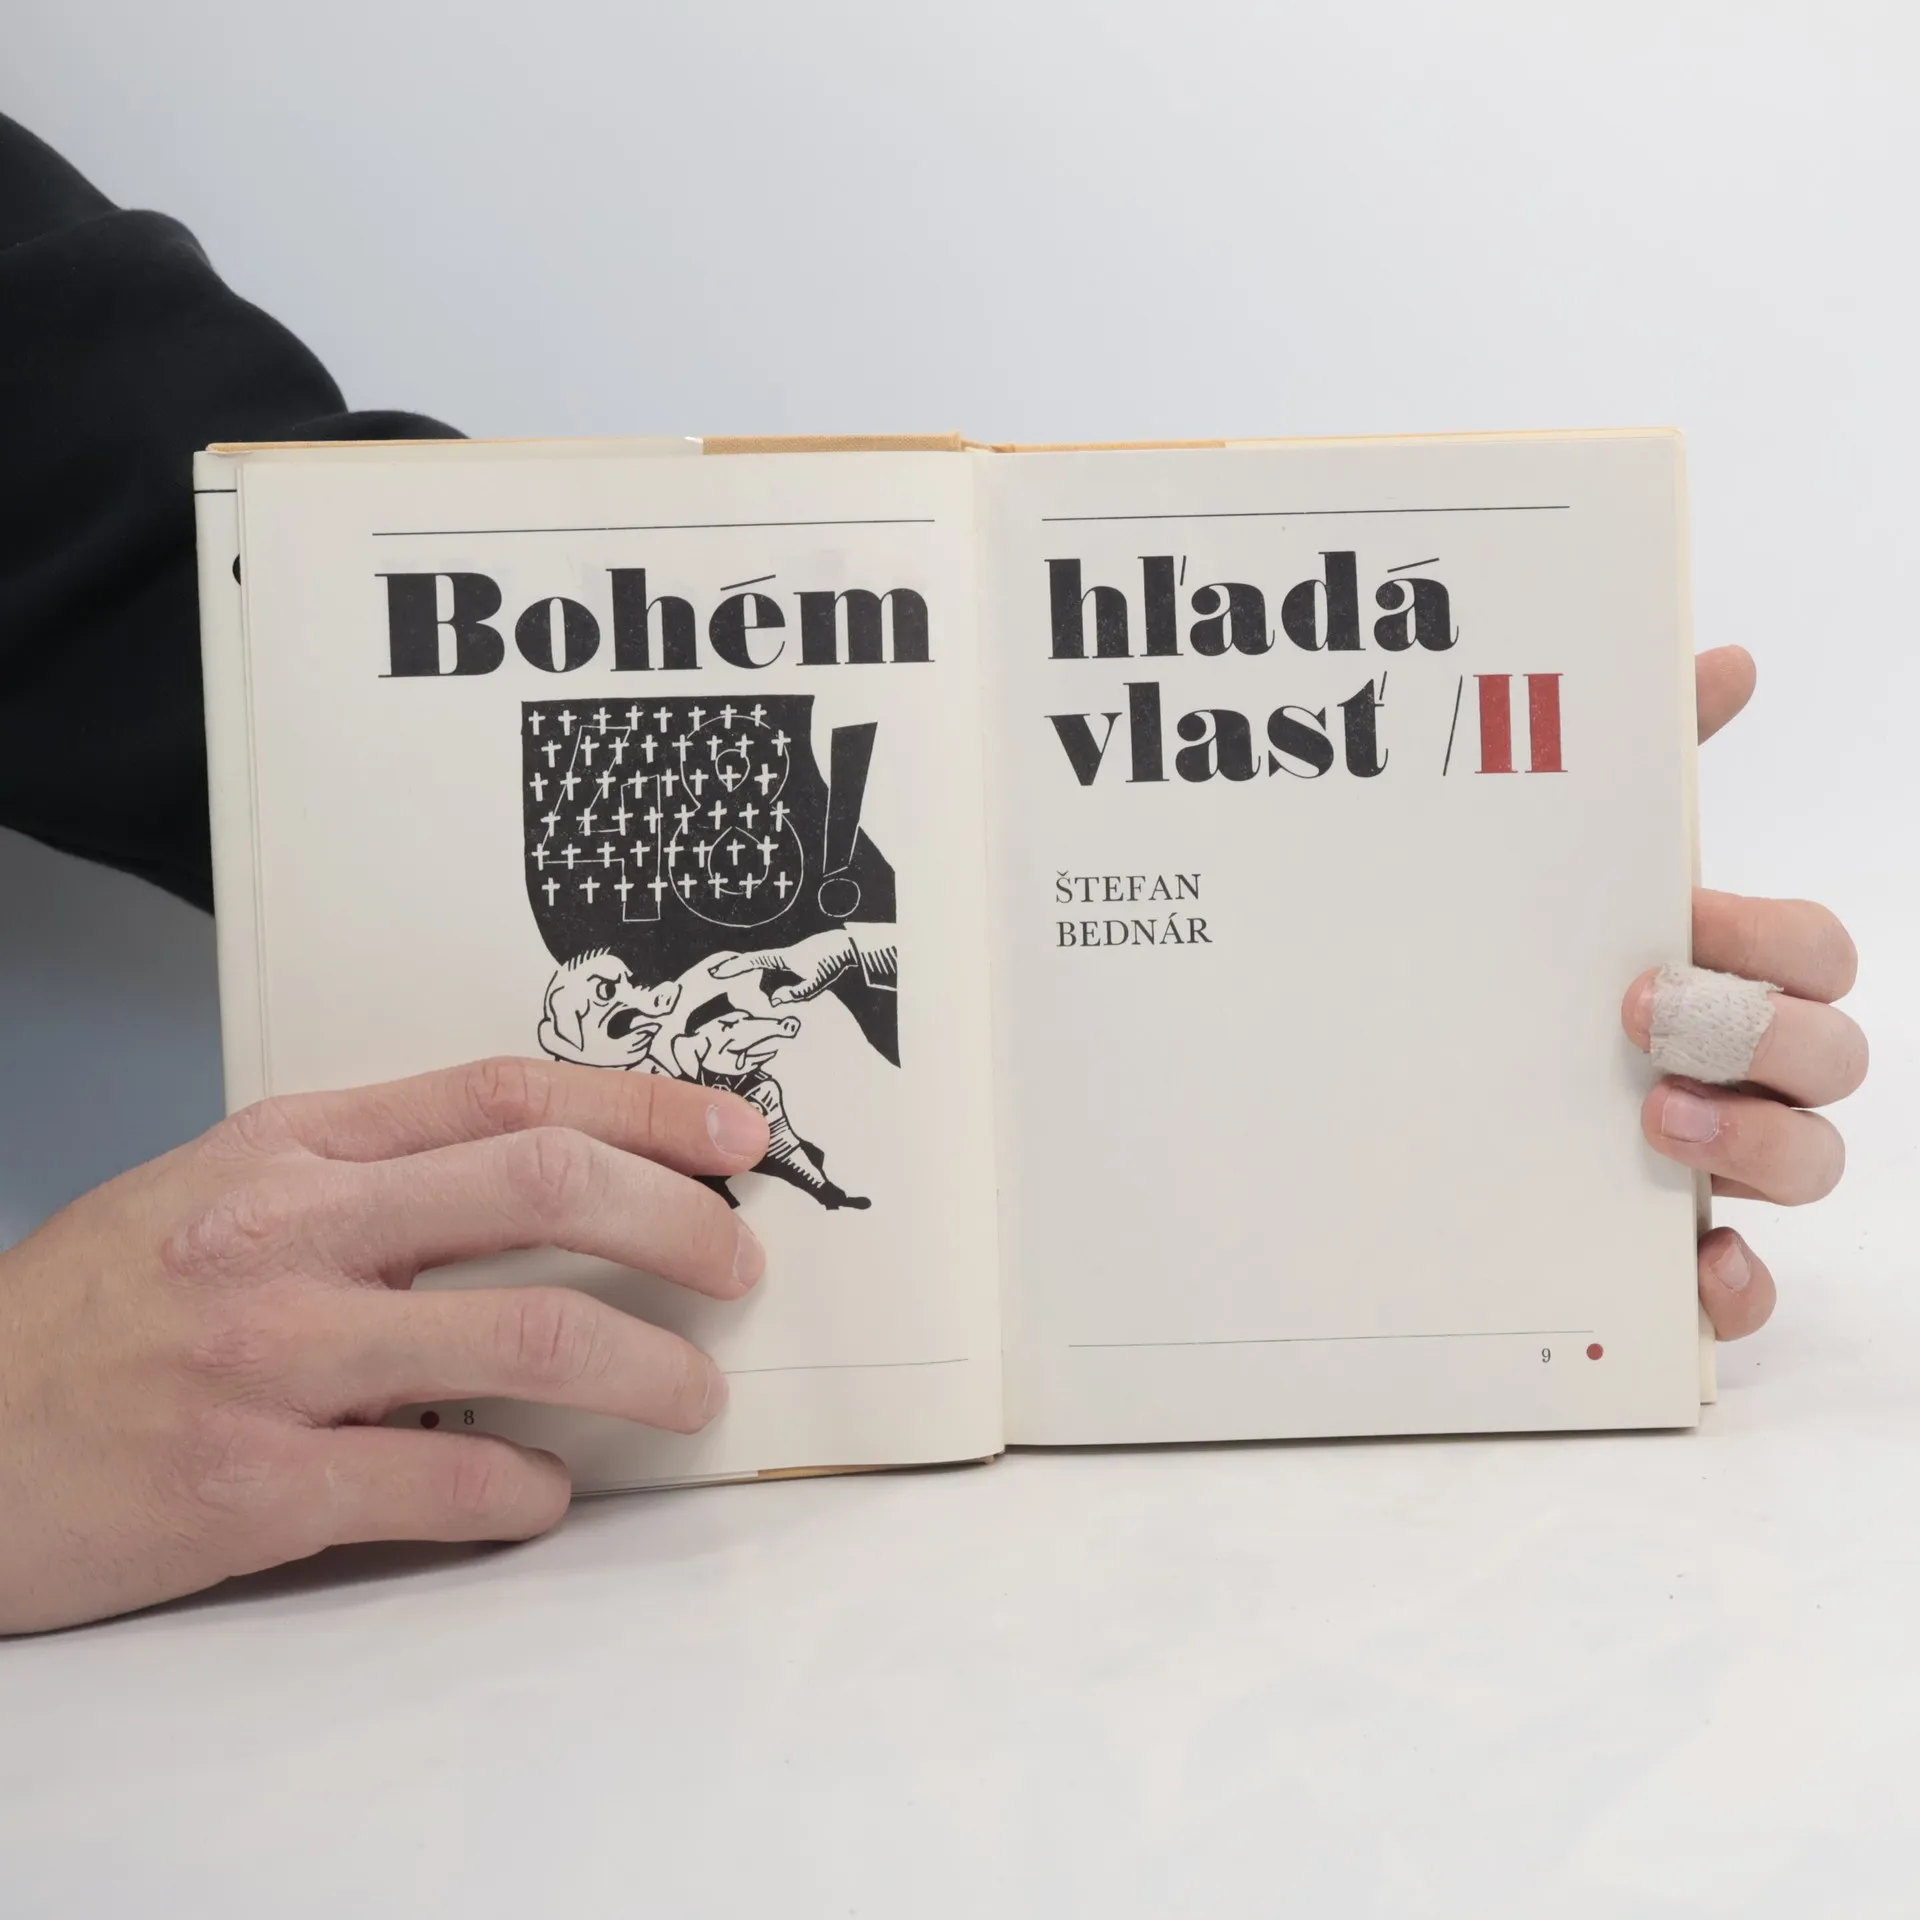 Bohém
48!
8
hľadá
vlasť /II
ŠTEFAN
BEDNÁR
9